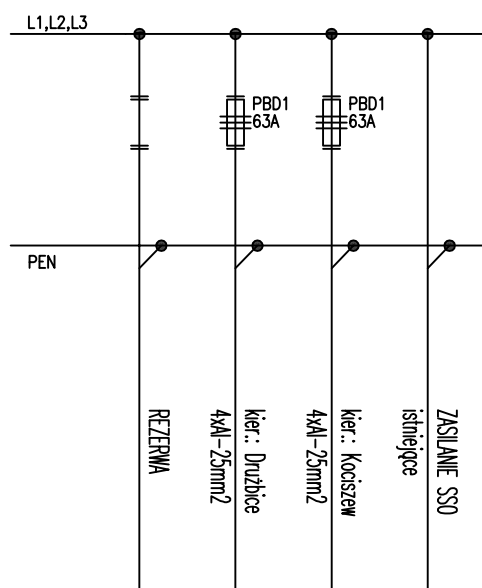 L1,L2,L3
PBD1
63A
PBD1
63A
PEN
REZERWA
kier.: Drużbice
4xAl-25mm2
kier.: Kociszew
4xAl-25mm2
ZASILANIE SSO
istniejące